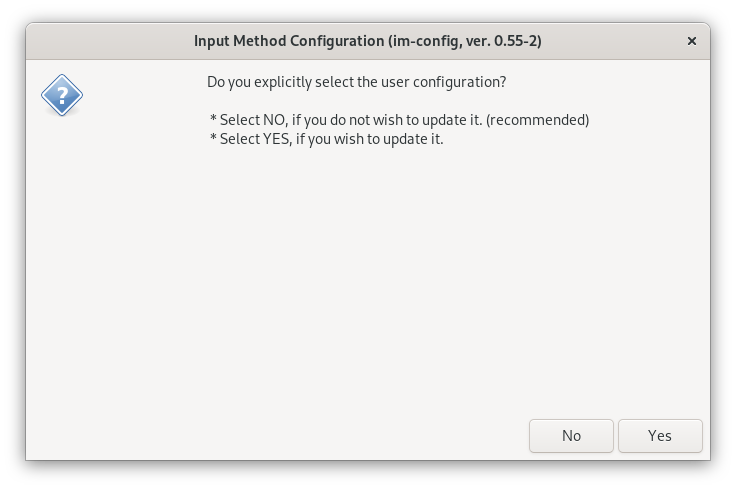 Input Method Configuration (im-config, ver. 0.55-2)
×
?
Do you explicitly select the user configuration?
* Select NO, if you do not wish to update it. (recommended)
* Select YES, if you wish to update it.
No
Yes